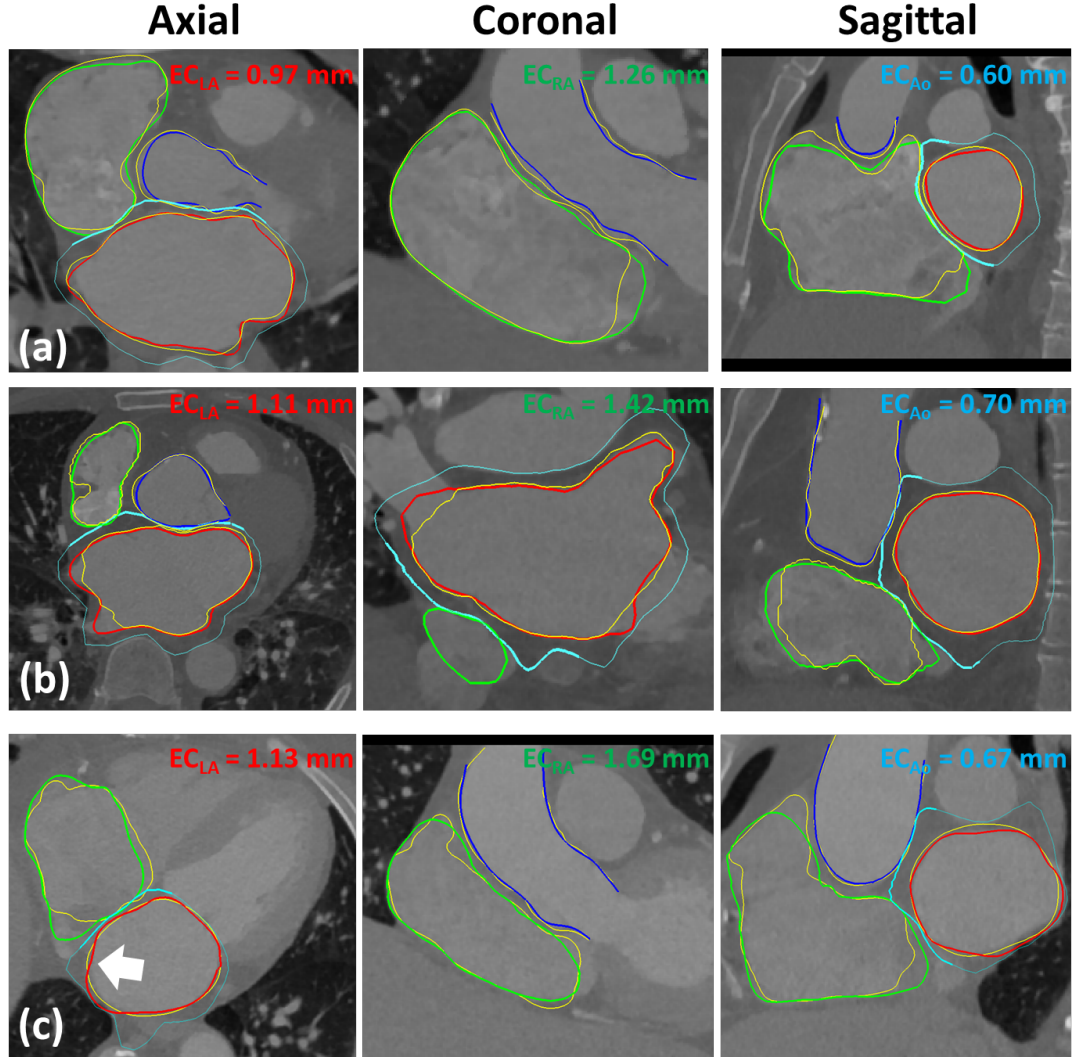 Axial Coronal Sagittal
EC_LA = 0.97 mm EC_RA = 1.26 mm EC_Ao = 0.60 mm
(a)
EC_LA = 1.11 mm EC_RA = 1.42 mm EC_Ao = 0.70 mm
(b)
EC_LA = 1.13 mm EC_RA = 1.69 mm EC_Ao = 0.67 mm
(c)